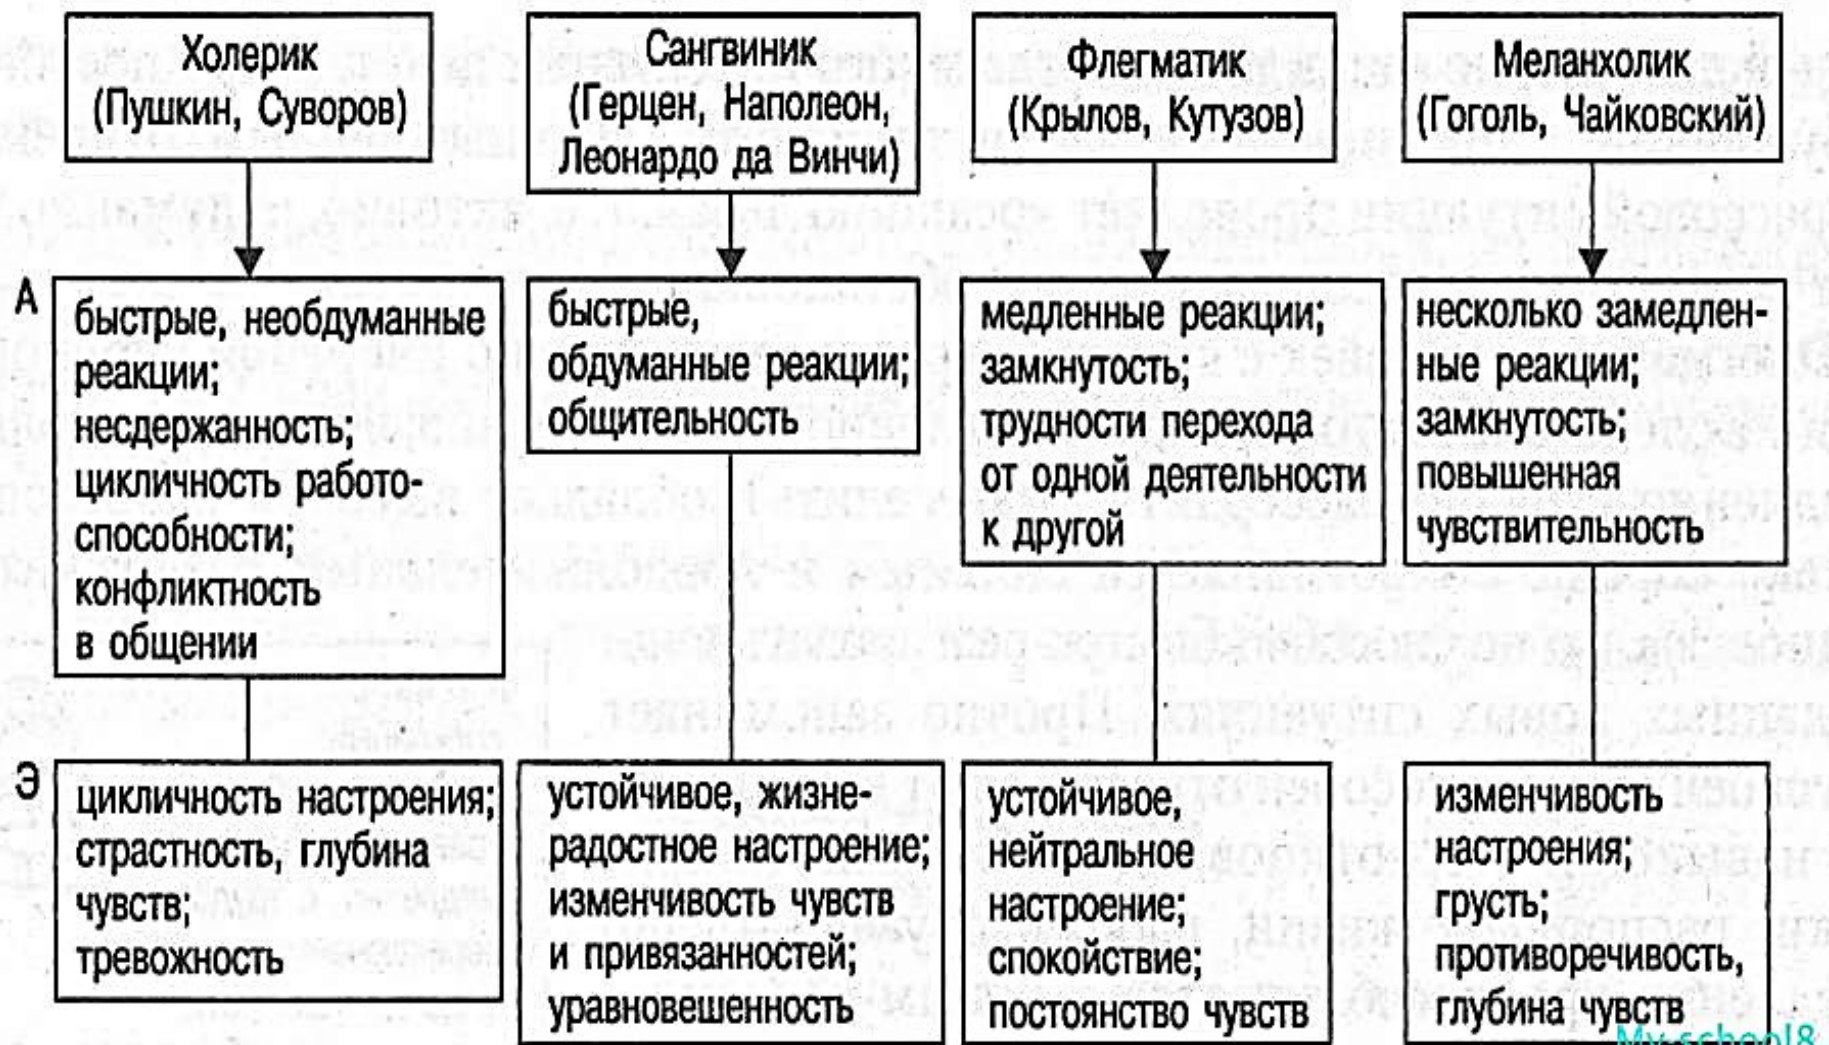 Холерик
(Пушкин, Суворов)
Сангвиник
(Герцен, Наполеон,
Леонардо да Винчи)
Флегматик
(Крылов, Кутузов)
Меланхолик
(Гоголь, Чайковский)
А
быстрые, необдуманные
реакции;
несдержанность;
цикличность работо-
способности;
конфликтность
в общении
быстрые,
обдуманные реакции;
общительность
медленные реакции;
замкнутость;
трудности перехода
от одной деятельности
к другой
несколько замедлен-
ные реакции;
замкнутость;
повышенная
чувствительность
Э
цикличность настроения;
страстность, глубина
чувств;
тревожность
устойчивое, жизне-
радостное настроение;
изменчивость чувств
и привязанностей;
уравновешенность
устойчивое,
нейтральное
настроение;
спокойствие;
постоянство чувств
изменчивость
настроения;
грусть;
противоречивость,
глубина чувств
My-school8